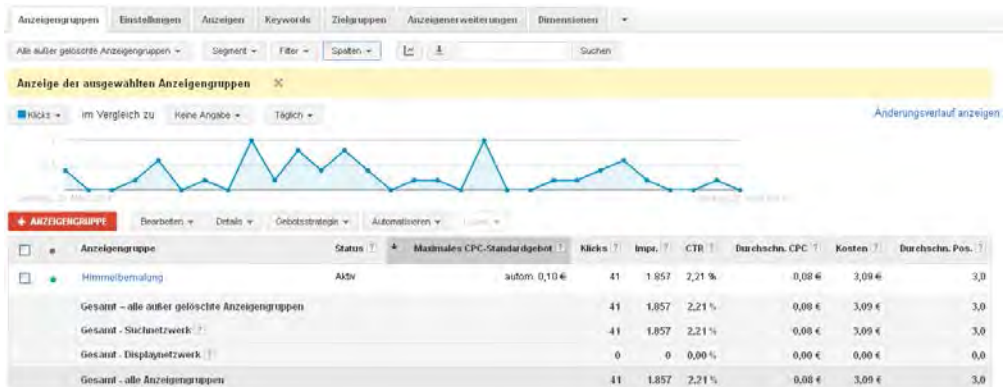 Anzeigengruppen Einstellungen Anzeigen Keywords Zielgruppen Anzeigenerweiterungen Dimensionen
Alle außer gelöschte Anzeigengruppen Segment Filter Spalten Suchen
Anzeige der ausgewählten Anzeigengruppen
Klicks im Vergleich zu Keine Angabe Täglich Änderungsverlauf anzeigen
+ ANZEIGENGRUPPE Bearbeiten Details Gebotsstrategie Automatisieren
Anzeigengruppe Status ? Maximales CPC-Standardgebot ? Klicks ? Impr. ? CTR ? Durchschn. CPC ? Kosten ? Durchschn. Pos. ?
Himmelbemalung Aktiv autom. 0,10 € 41 1.857 2,21 % 0,08 € 3,09 € 3,0
Gesamt – alle außer gelöschte Anzeigengruppen 41 1.857 2,21 % 0,08 € 3,09 € 3,0
Gesamt - Suchnetzwerk ? 41 1.857 2,21 % 0,08 € 3,09 € 3,0
Gesamt - Displaynetzwerk ? 0 0 0,00 % 0,00 € 0,00 € 0,0
Gesamt - alle Anzeigengruppen 41 1.857 2,21 % 0,08 € 3,09 € 3,0